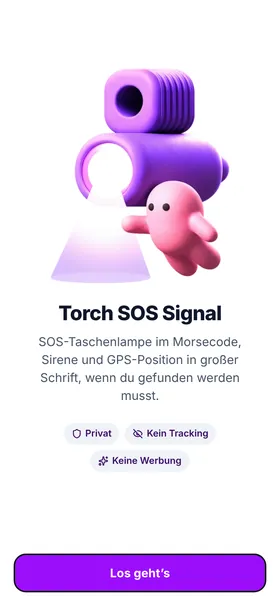 Torch SOS Signal
SOS-Taschenlampe im Morsecode,
Sirene und GPS-Position in großer
Schrift, wenn du gefunden werden
musst.
Privat
Kein Tracking
Keine Werbung
Los geht's